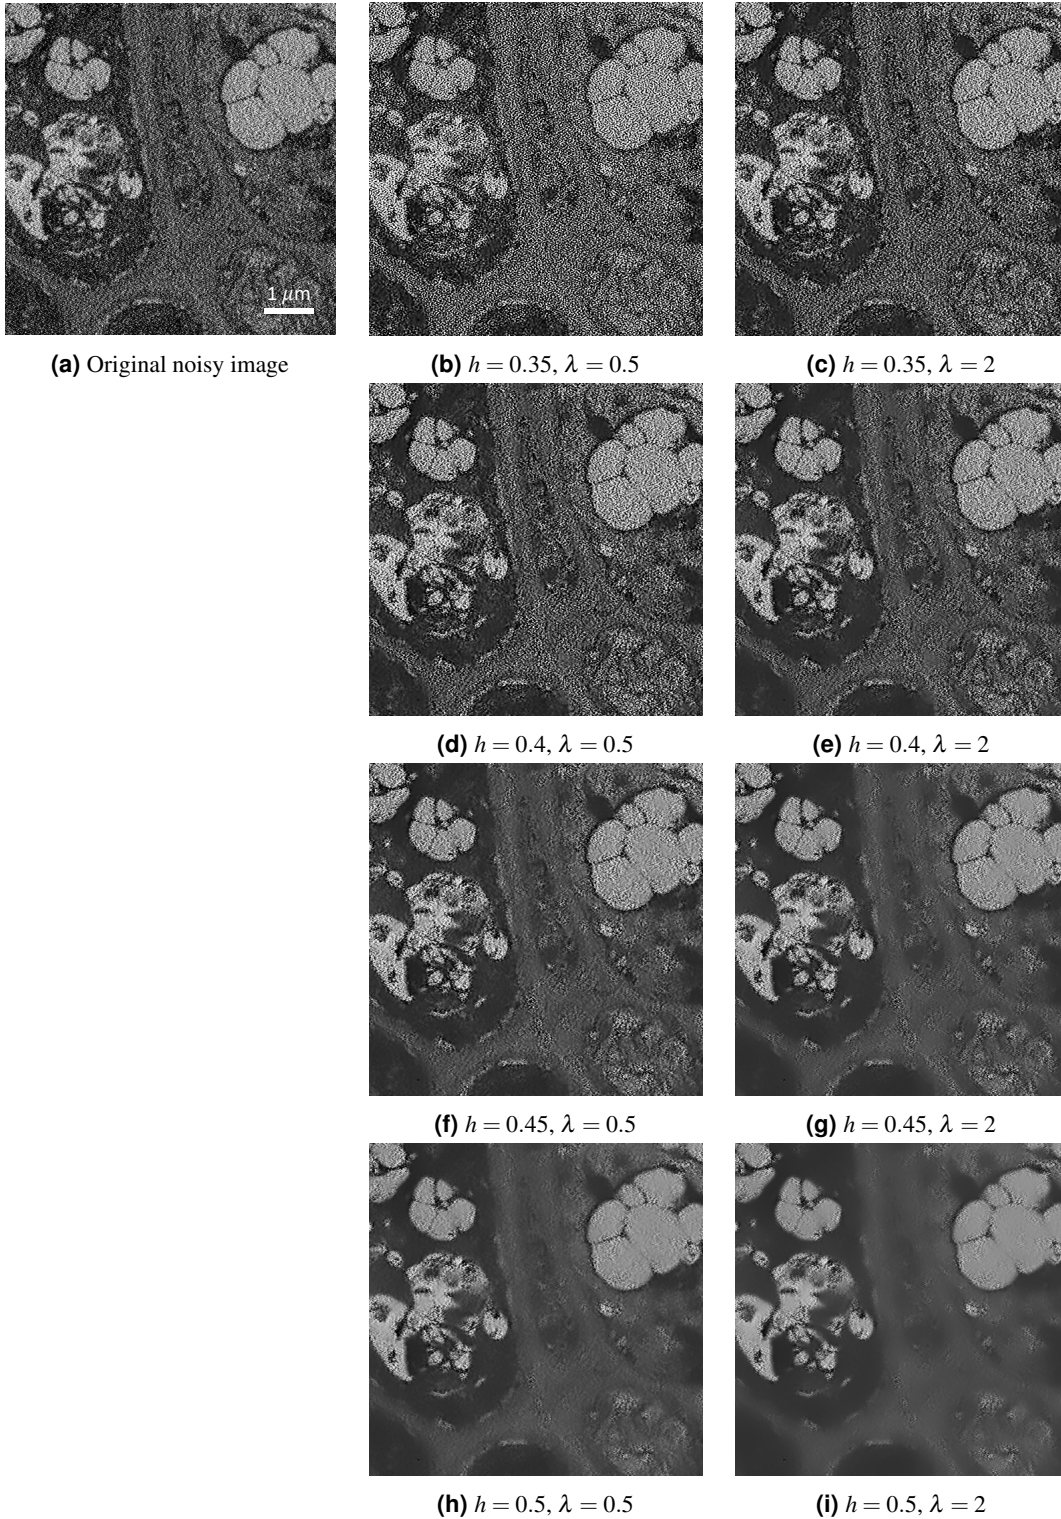 1 μm
(a) Original noisy image
(b) h = 0.35, λ = 0.5
(c) h = 0.35, λ = 2
(d) h = 0.4, λ = 0.5
(e) h = 0.4, λ = 2
(f) h = 0.45, λ = 0.5
(g) h = 0.45, λ = 2
(h) h = 0.5, λ = 0.5
(i) h = 0.5, λ = 2